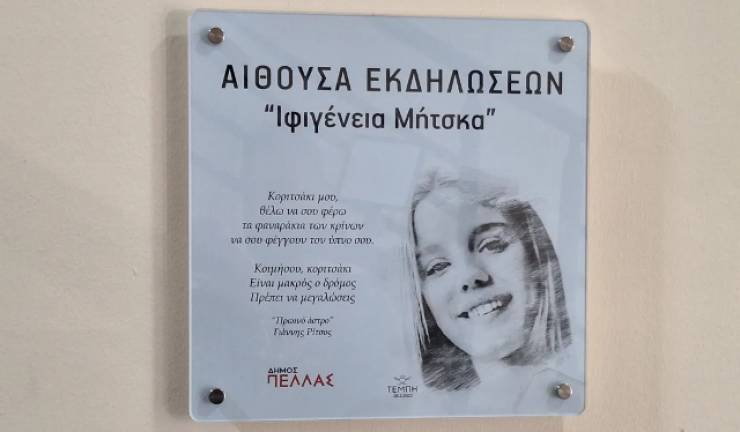 ΑΙΘΟΥΣΑ ΕΚΔΗΛΩΣΕΩΝ
“Ιφιγένεια Μήτσκα”
Κοριτσάκι μου,
θέλω να σου φέρω
τα φαναράκια των κρίνων
να σου φέγγουν τον ύπνο σου.
Κοιμήσου, κοριτσάκι
Είναι μακρός ο δρόμος
Πρέπει να μεγαλώσεις
“Πρωινό άστρο”
Γιάννης Ρίτσος
ΔΗΜΟΣ
ΠΕΛΛΑΣ
ΤΕΜΠΗ